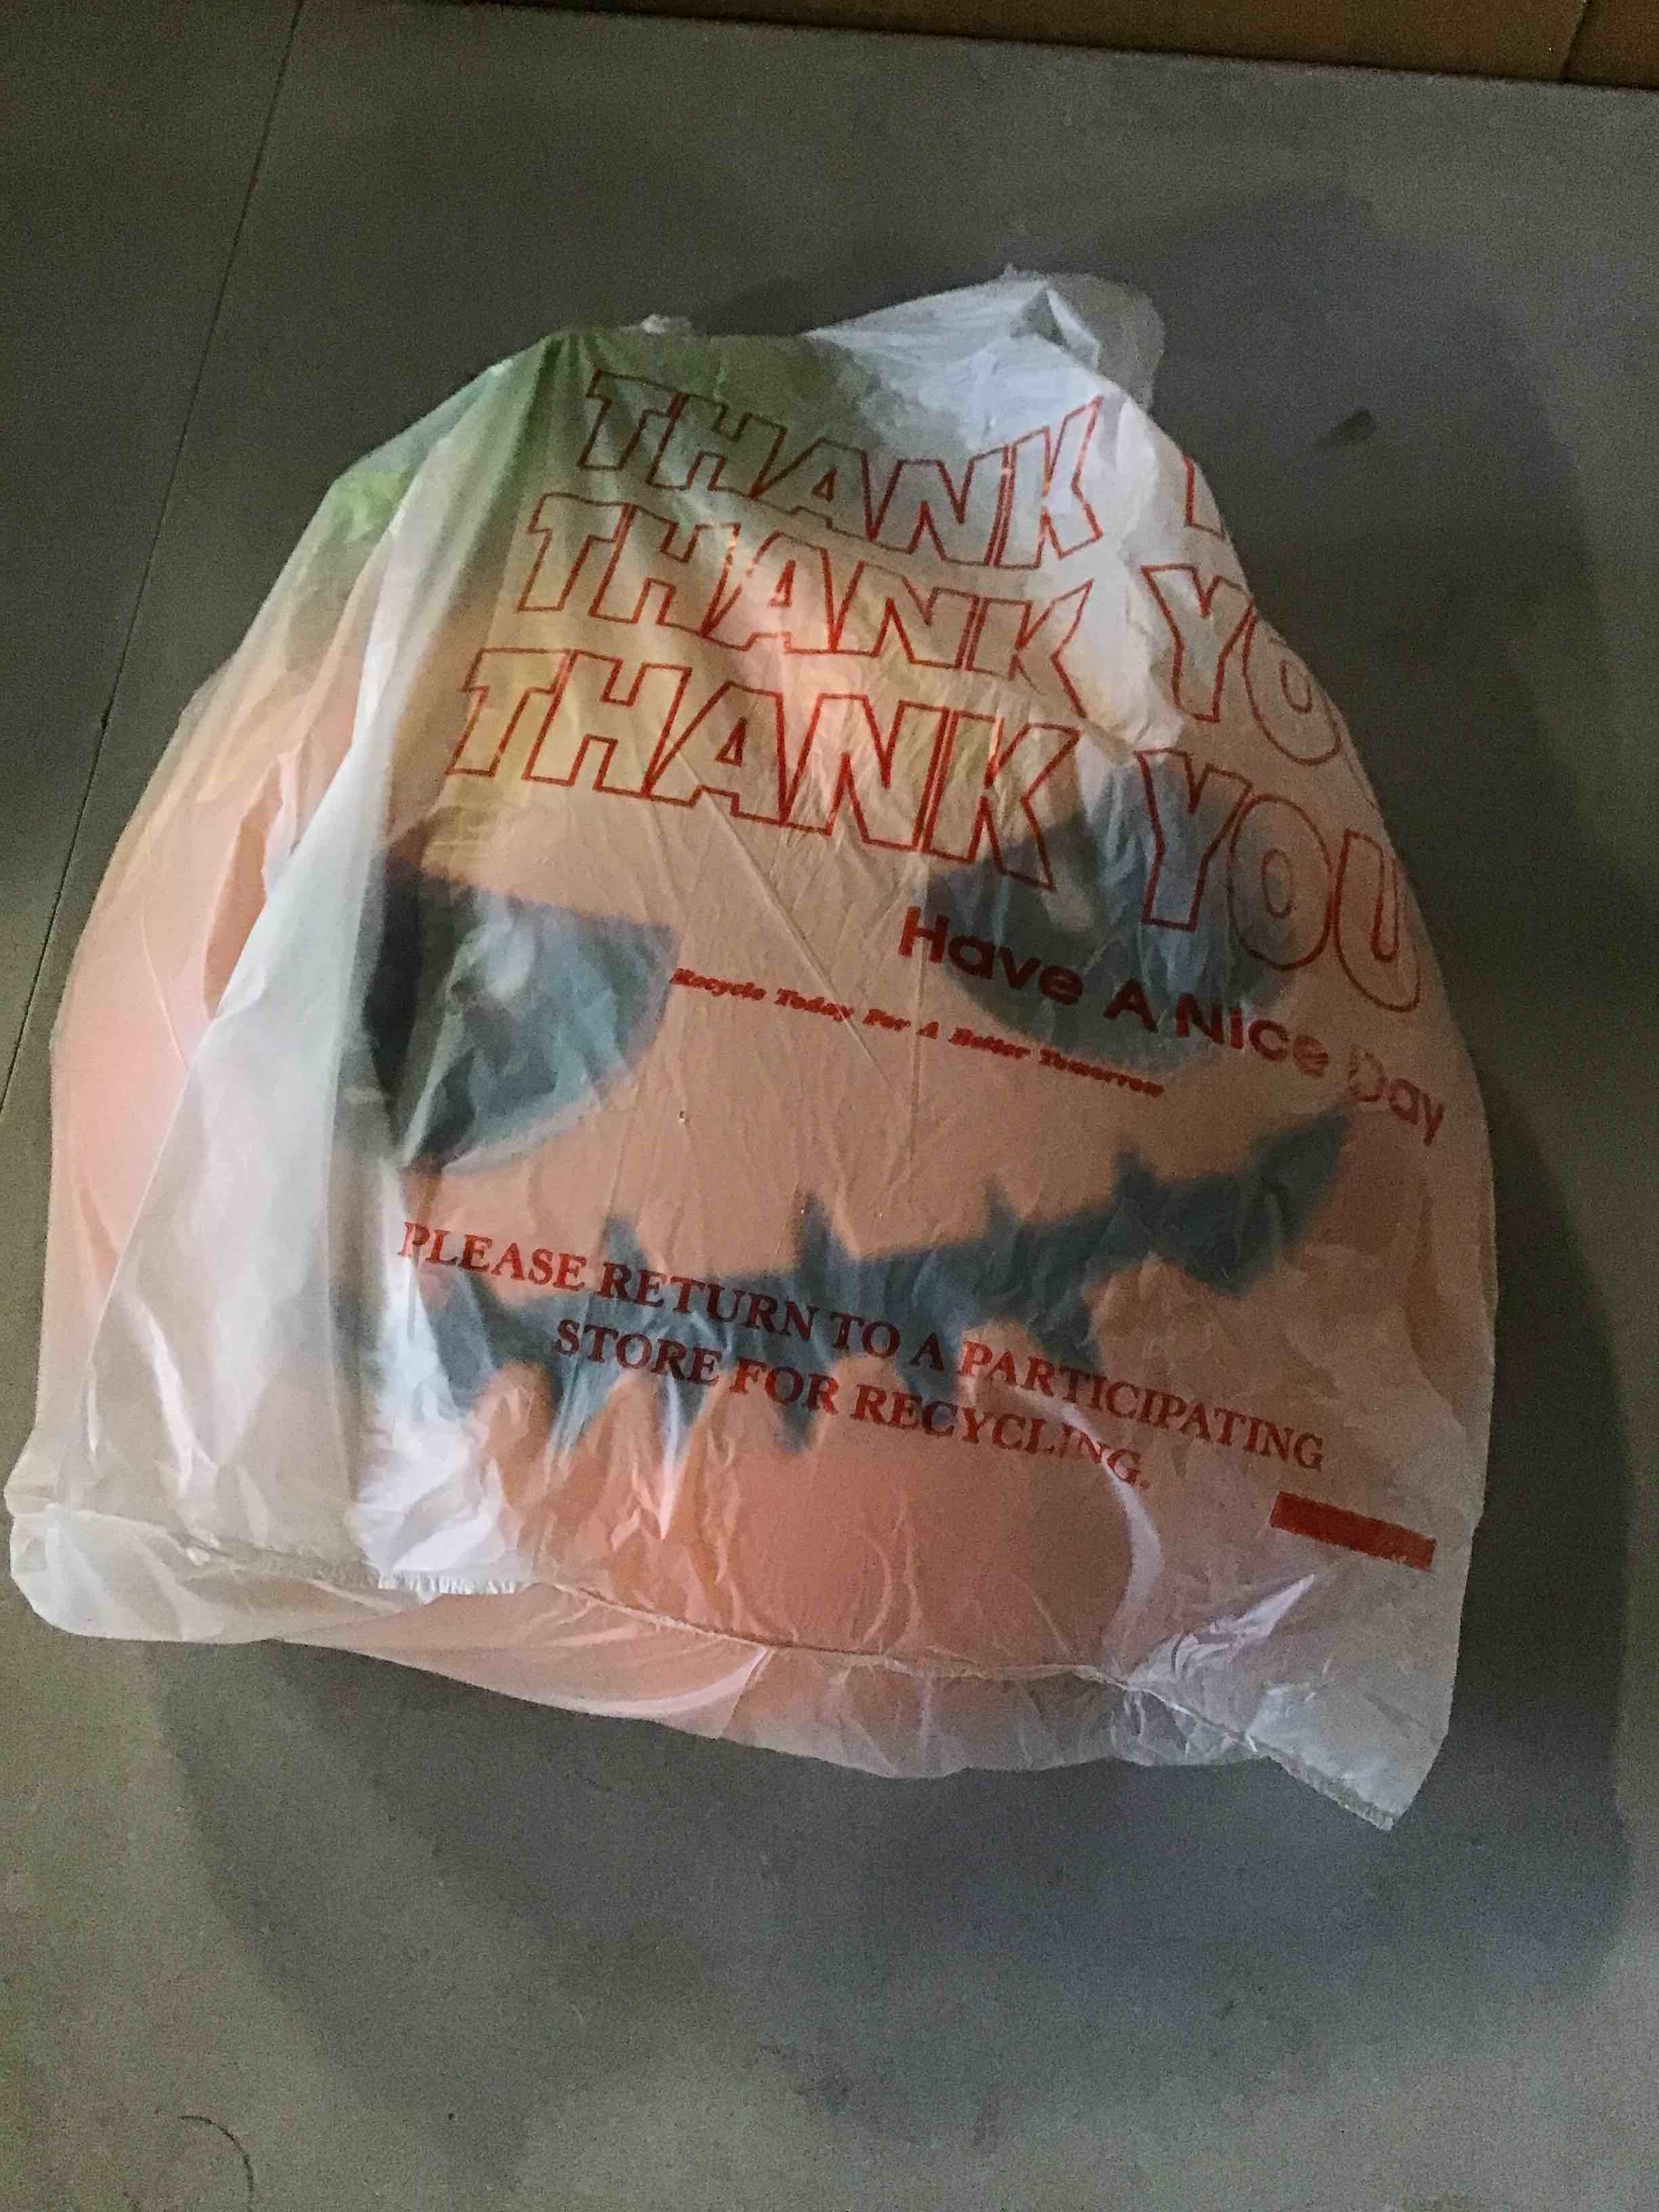 THANK
THANK YO
THANK YOU
Have A Nice Day
Recycle Today For A Better Tomorrow
PLEASE RETURN TO A PARTICIPATING
STORE FOR RECYCLING.